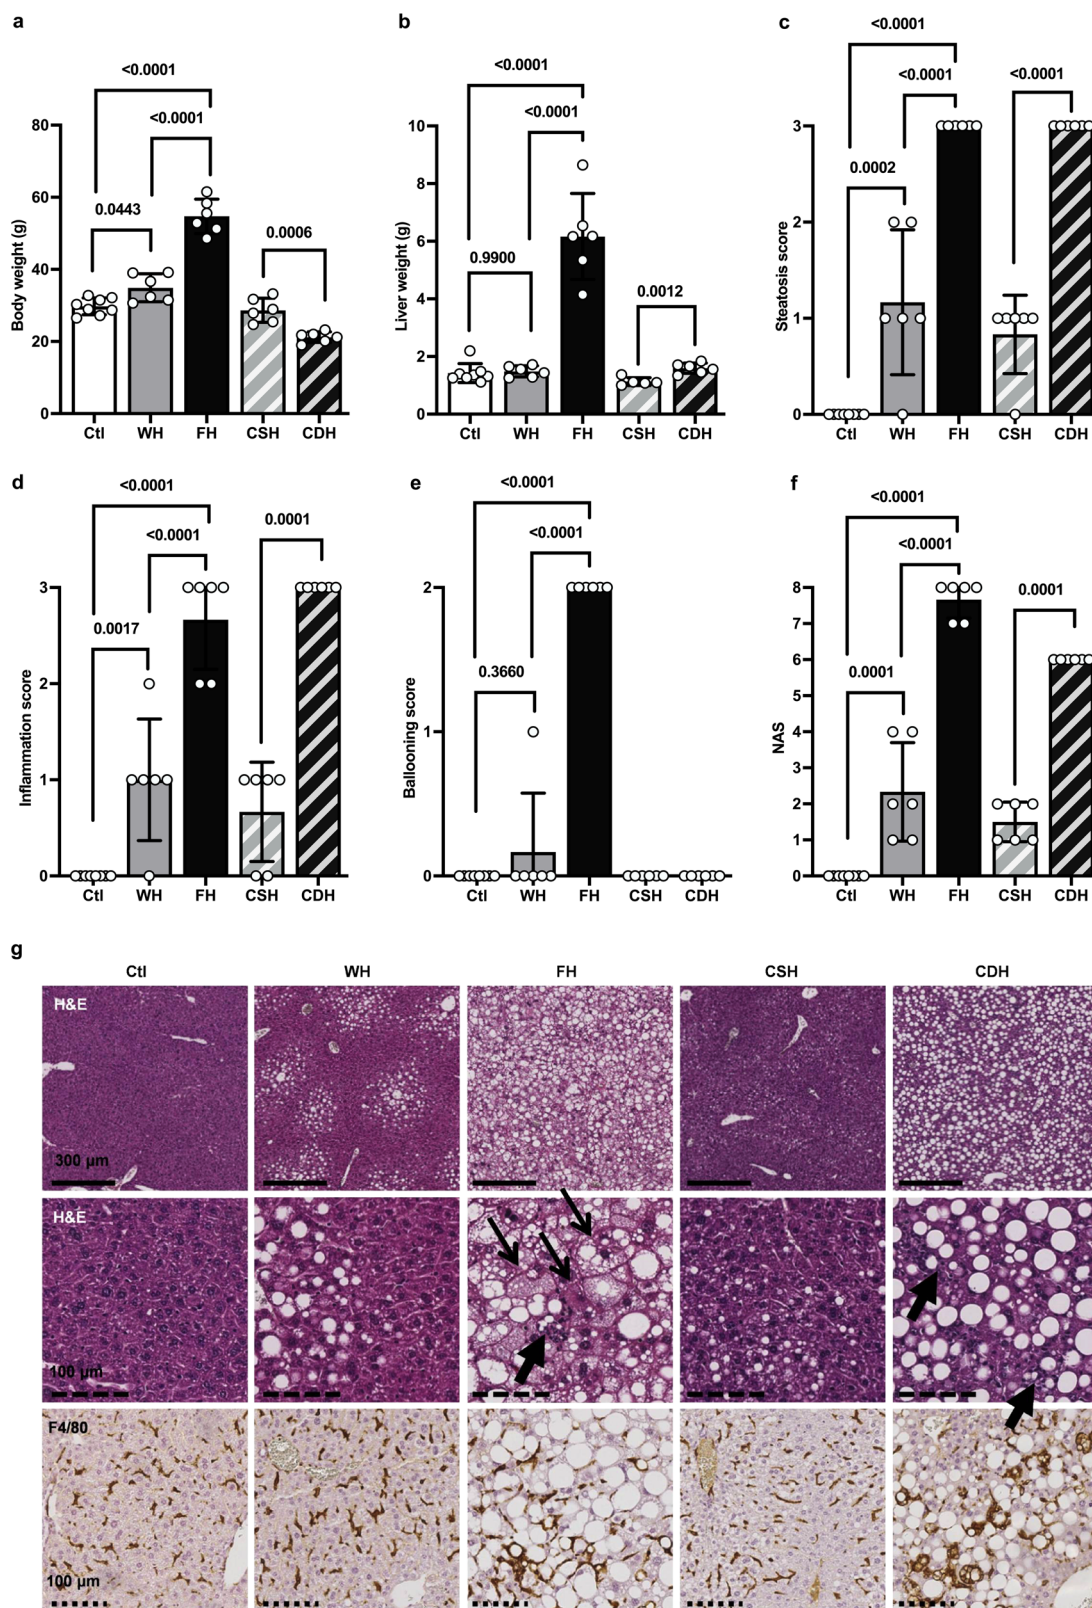 a
<0.0001
<0.0001
0.0443
0.0006
Body weight (g)
80
60
40
20
0
Ctl WH FH CSH CDH
b
<0.0001
<0.0001
0.9900
0.0012
Liver weight (g)
10
8
6
4
2
0
Ctl WH FH CSH CDH
c
<0.0001
<0.0001
<0.0001
0.0002
Steatosis score
3
2
1
0
Ctl WH FH CSH CDH
d
<0.0001
<0.0001
0.0001
0.0017
Inflammation score
3
2
1
0
Ctl WH FH CSH CDH
e
<0.0001
<0.0001
0.3660
Ballooning score
2
1
0
Ctl WH FH CSH CDH
f
<0.0001
<0.0001
0.0001
0.0001
NAS
8
7
6
5
4
3
2
1
0
Ctl WH FH CSH CDH
g
Ctl WH FH CSH CDH
H&E
300 µm
H&E
100 µm
F4/80
100 µm